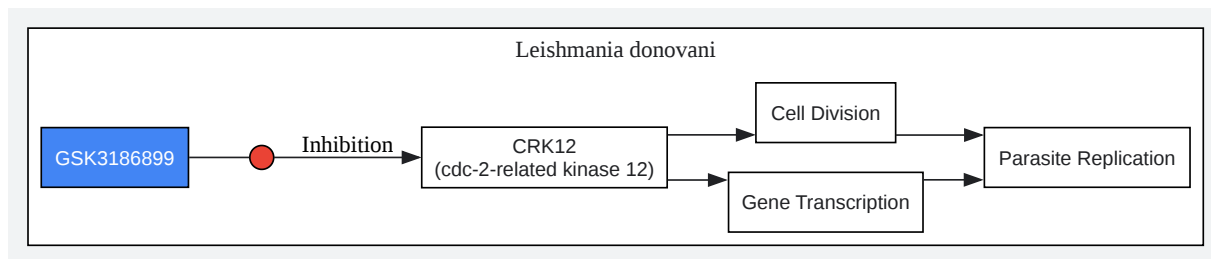 Leishmania donovani
GSK3186899
Inhibition
CRK12
(cdc-2-related kinase 12)
Cell Division
Gene Transcription
Parasite Replication